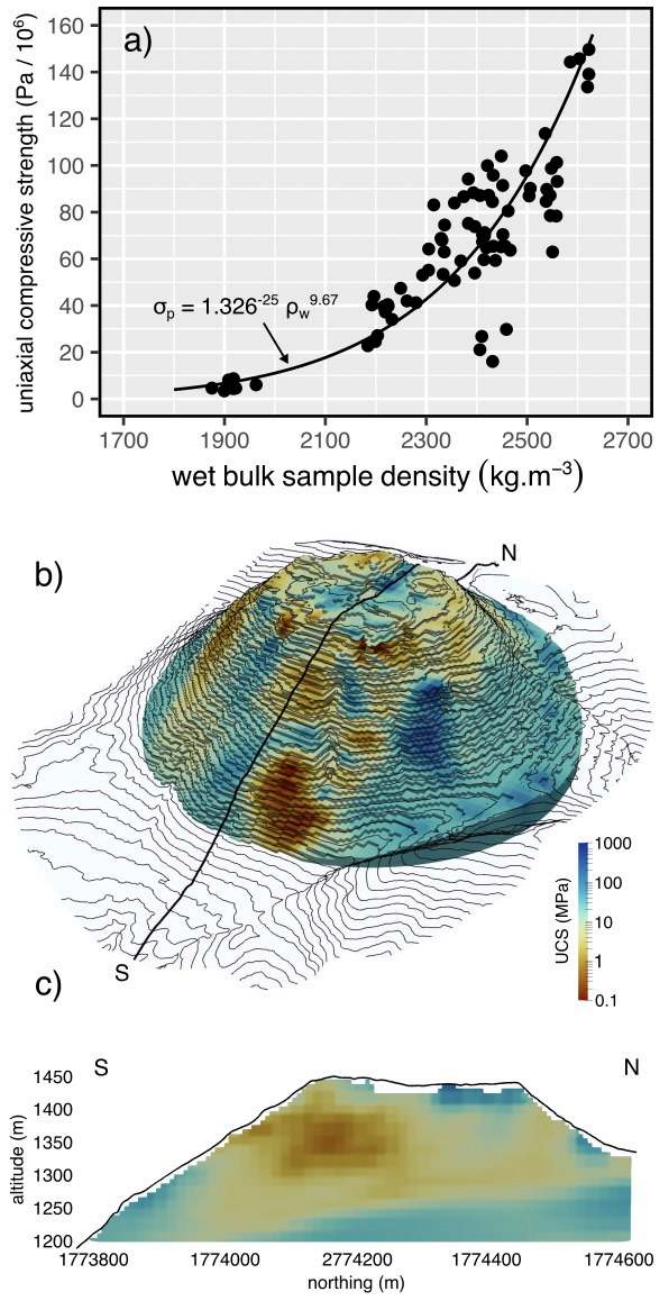 a)
uniaxial compressive strength (Pa / 10⁶)
160
140
120
100
80
60
40
20
0
σp = 1.326⁻²⁵ ρw⁹·⁶⁷
1700 1900 2100 2300 2500 2700
wet bulk sample density (kg.m⁻³)
b)
N
S
UCS (MPa)
1000
100
10
1
0.1
c)
S N
altitude (m)
1450
1400
1350
1300
1250
1200
1773800 1774000 2774200 1774400 1774600
northing (m)